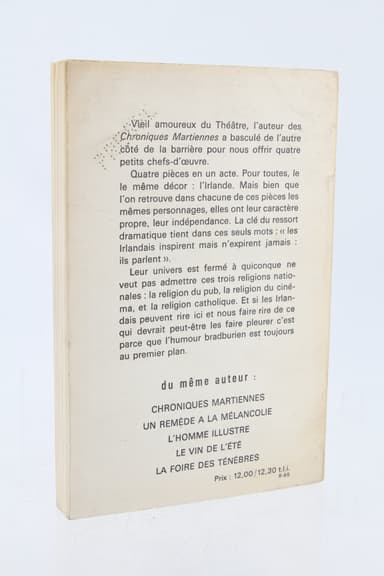 Vieil amoureux du Théâtre, l'auteur des
Chroniques Martiennes a basculé de l'autre
côté de la barrière pour nous offrir quatre
petits chefs-d'œuvre.
Quatre pièces en un acte. Pour toutes, le
le même décor : l'Irlande. Mais bien que
l'on retrouve dans chacune de ces pièces les
mêmes personnages, elles ont leur caractère
propre, leur indépendance. La clé du ressort
dramatique tient dans ces seuls mots : « les
Irlandais inspirent mais n'expirent jamais :
ils parlent ».
Leur univers est fermé à quiconque ne
veut pas admettre ces trois religions natio-
nales : la religion du pub, la religion du ciné-
ma, et la religion catholique. Et si les Irlan-
dais peuvent rire ici et nous faire rire de ce
qui devrait peut-être les faire pleurer c'est
parce que l'humour bradburien est toujours
au premier plan.
du même auteur :
CHRONIQUES MARTIENNES
UN REMÈDE A LA MÉLANCOLIE
L'HOMME ILLUSTRE
LE VIN DE L'ÉTÉ
LA FOIRE DES TÉNÈBRES
Prix : 12,00/12,30 t.l.i.